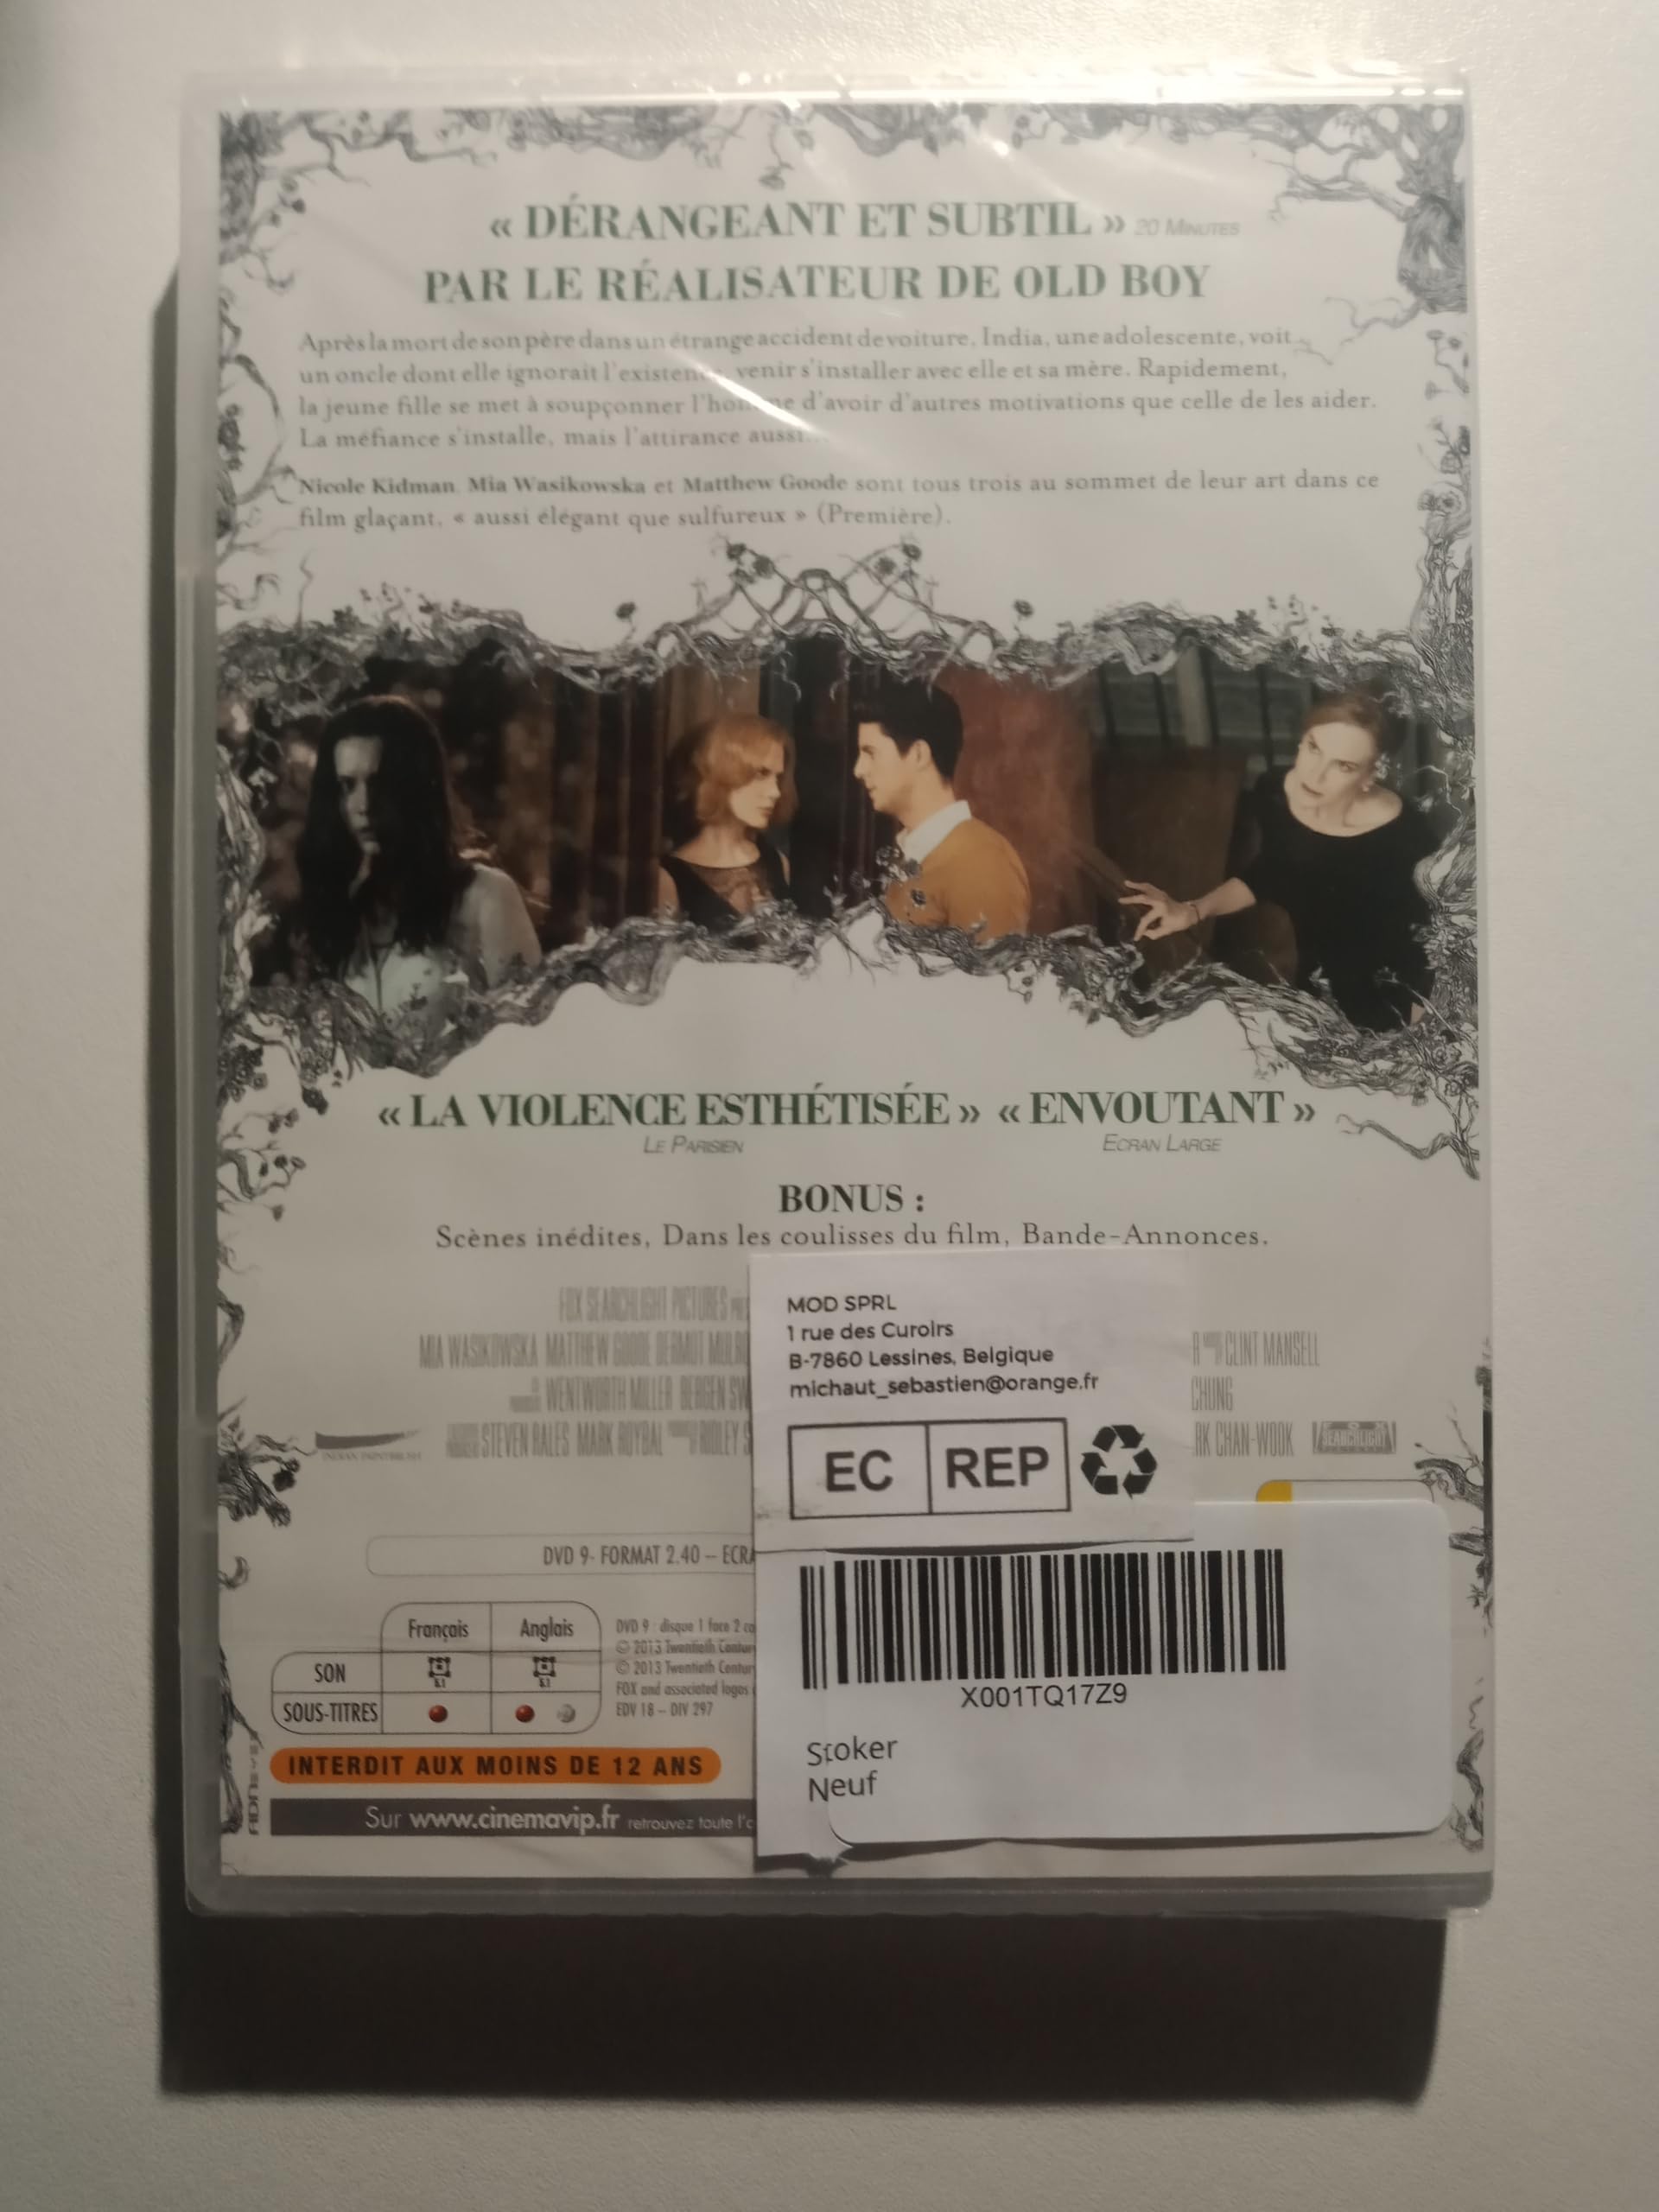 « DÉRANGEANT ET SUBTIL » 20 MINUTES
PAR LE RÉALISATEUR DE OLD BOY
Après la mort de son père dans un étrange accident de voiture, India, une adolescente, voit
un oncle dont elle ignorait l'existence, venir s'installer avec elle et sa mère. Rapidement,
la jeune fille se met à soupçonner l'homme d'avoir d'autres motivations que celle de les aider.
La méfiance s'installe, mais l'attirance aussi...
Nicole Kidman, Mia Wasikowska et Matthew Goode sont tous trois au sommet de leur art dans ce
film glaçant, « aussi élégant que sulfureux » (Première).
« LA VIOLENCE ESTHÉTISÉE » « ENVOUTANT »
LE PARISIEN ECRAN LARGE
BONUS :
Scènes inédites, Dans les coulisses du film, Bande-Annonces.
FOX SEARCHLIGHT PICTURES
MIA WASIKOWSKA MATTHEW GOODE DERMOT CLINT MANSELL
WENTWORTH MILLER BERGEN CHUNG
STEVEN RALES MARK ROYBAL RIDLEY CHAN-WOOK SEARCHLIGHT
MOD SPRL
1 rue des Curoirs
B-7860 Lessines, Belgique
michaut_sebastien@orange.fr
EC REP
DVD 9- FORMAT 2.40 –
Français Anglais
SON 5.1 5.1
SOUS-TITRES
DVD 9 : disque 1 face 2
© 2013 Twentieth
© 2013 Twentieth
FOX and associated logos
EDV 18 – DIV 297
INTERDIT AUX MOINS DE 12 ANS
Sur www.cinemavip.fr retrouvez toute
X001TQ17Z9
Stoker
Neuf